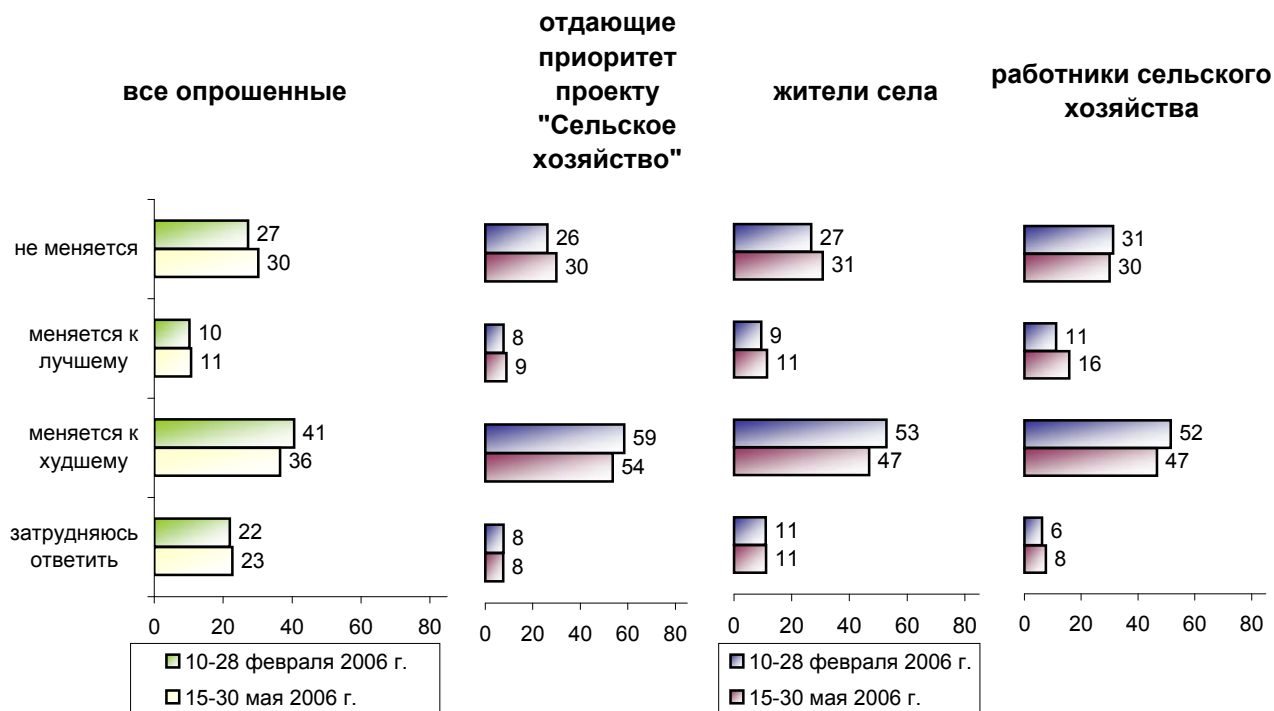 все опрошенные
отдающие
приоритет
проекту
"Сельское
хозяйство"
жители села
работники сельского
хозяйства
не меняется
27
30
26
30
27
31
31
30
меняется к
лучшему
10
11
8
9
9
11
11
16
меняется к
худшему
41
36
59
54
53
47
52
47
затрудняюсь
ответить
22
23
8
8
11
11
6
8
0 20 40 60 80
0 20 40 60 80
0 20 40 60 80
0 20 40 60 80
10-28 февраля 2006 г.
15-30 мая 2006 г.
10-28 февраля 2006 г.
15-30 мая 2006 г.